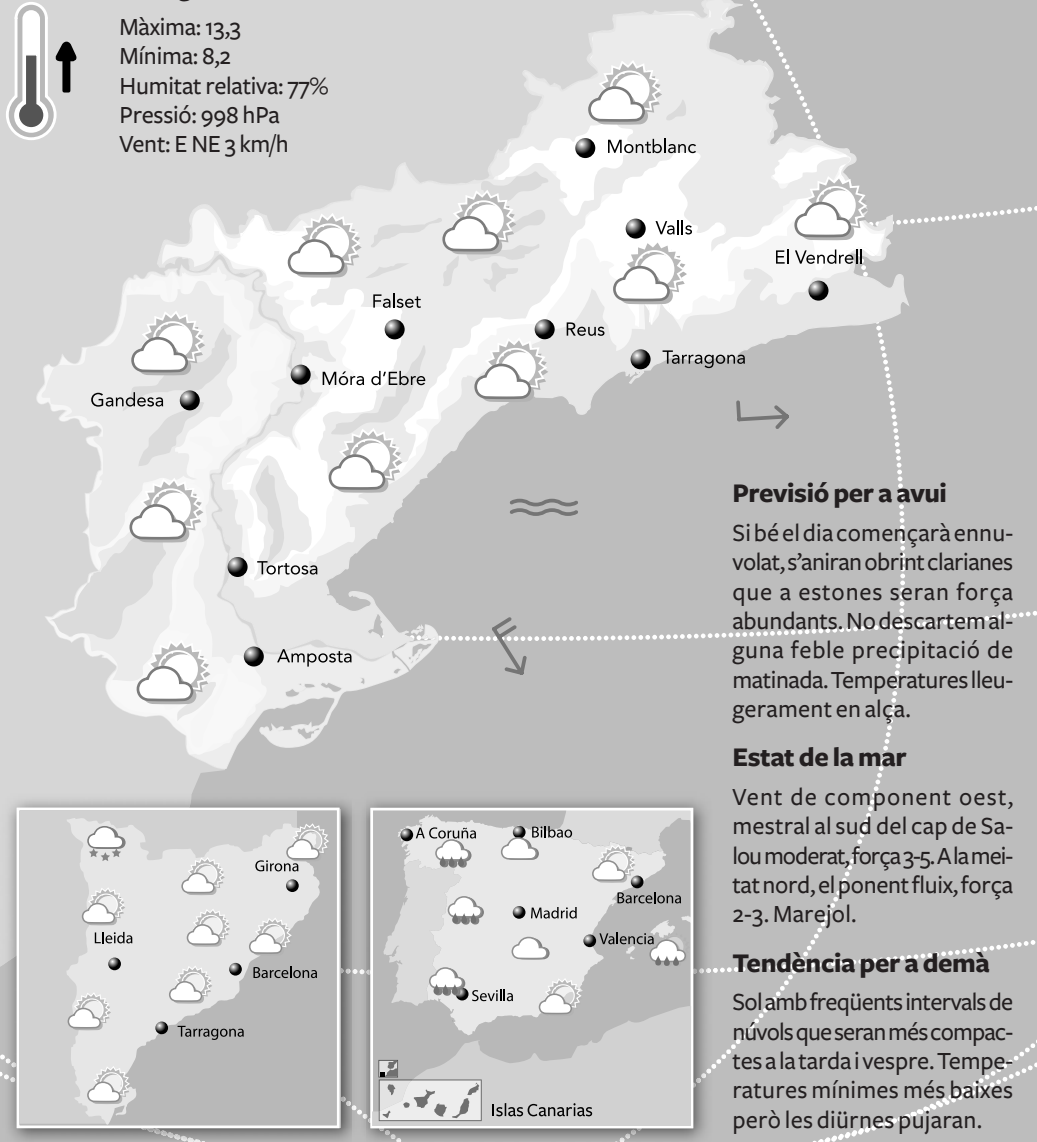 Màxima: 13,3
Mínima: 8,2
Humitat relativa: 77%
Pressió: 998 hPa
Vent: E NE 3 km/h
Montblanc
Valls
El Vendrell
Falset
Reus
Tarragona
Móra d'Ebre
Gandesa
Tortosa
Amposta
Previsió per a avui
Si bé el dia començarà ennu-
volat, s'aniran obrint clarianes
que a estones seran força
abundants. No descartem al-
guna feble precipitació de
matinada. Temperatures lleu-
gerament en alça.
Estat de la mar
Vent de component oest,
mestral al sud del cap de Sa-
lou moderat, força 3-5. A la mei-
tat nord, el ponent fluix, força
2-3. Marejol.
Tendència per a demà
Sol amb freqüents intervals de
núvols que seran més compac-
tes a la tarda i vespre. Tempe-
ratures mínimes més baixes
però les diürnes pujaran.
Girona
Lleida
Barcelona
Tarragona
A Coruña
Bilbao
Barcelona
Madrid
Valencia
Sevilla
Islas Canarias